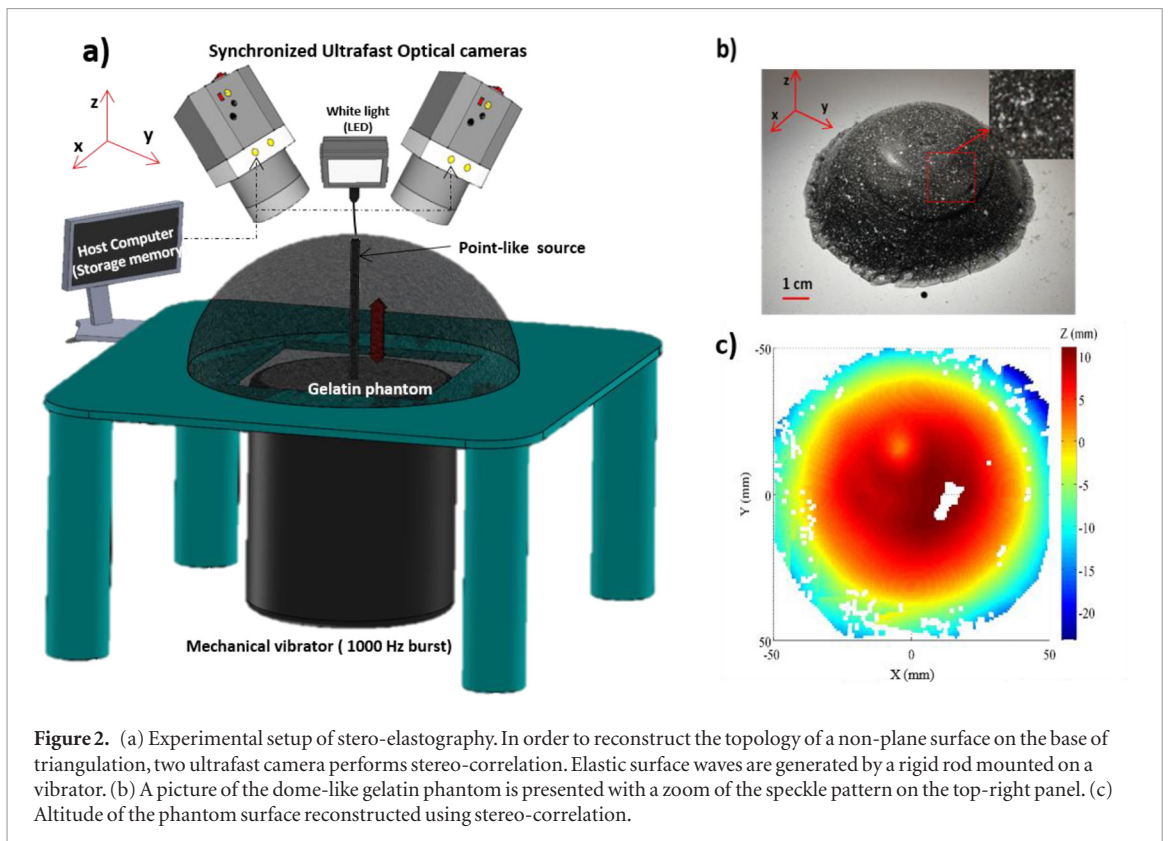 a)
Synchronized Ultrafast Optical cameras
White light
(LED)
z
y
x
Host Computer
(Storage memory
Point-like source
Gelatin phantom
Mechanical vibrator ( 1000 Hz burst)
b)
z
y
x
1 cm
c)
Z (mm)
-50
0
50
Y (mm)
-50
0
50
X (mm)
10
5
0
-5
-10
-15
-20
Figure 2. (a) Experimental setup of stero-elastography. In order to reconstruct the topology of a non-plane surface on the base of
triangulation, two ultrafast camera performs stereo-correlation. Elastic surface waves are generated by a rigid rod mounted on a
vibrator. (b) A picture of the dome-like gelatin phantom is presented with a zoom of the speckle pattern on the top-right panel. (c)
Altitude of the phantom surface reconstructed using stereo-correlation.